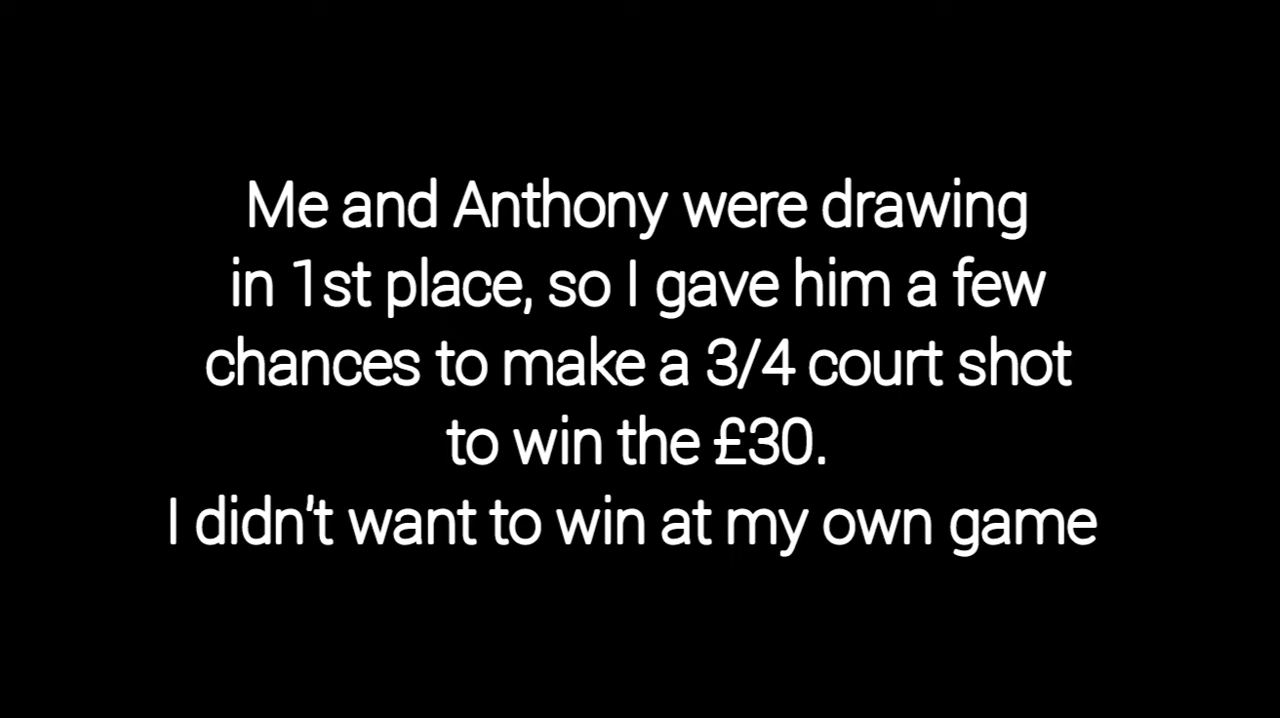 Me and Anthony were drawing
in 1st place, so I gave him a few
chances to make a 3/4 court shot
to win the £30.
I didn't want to win at my own game